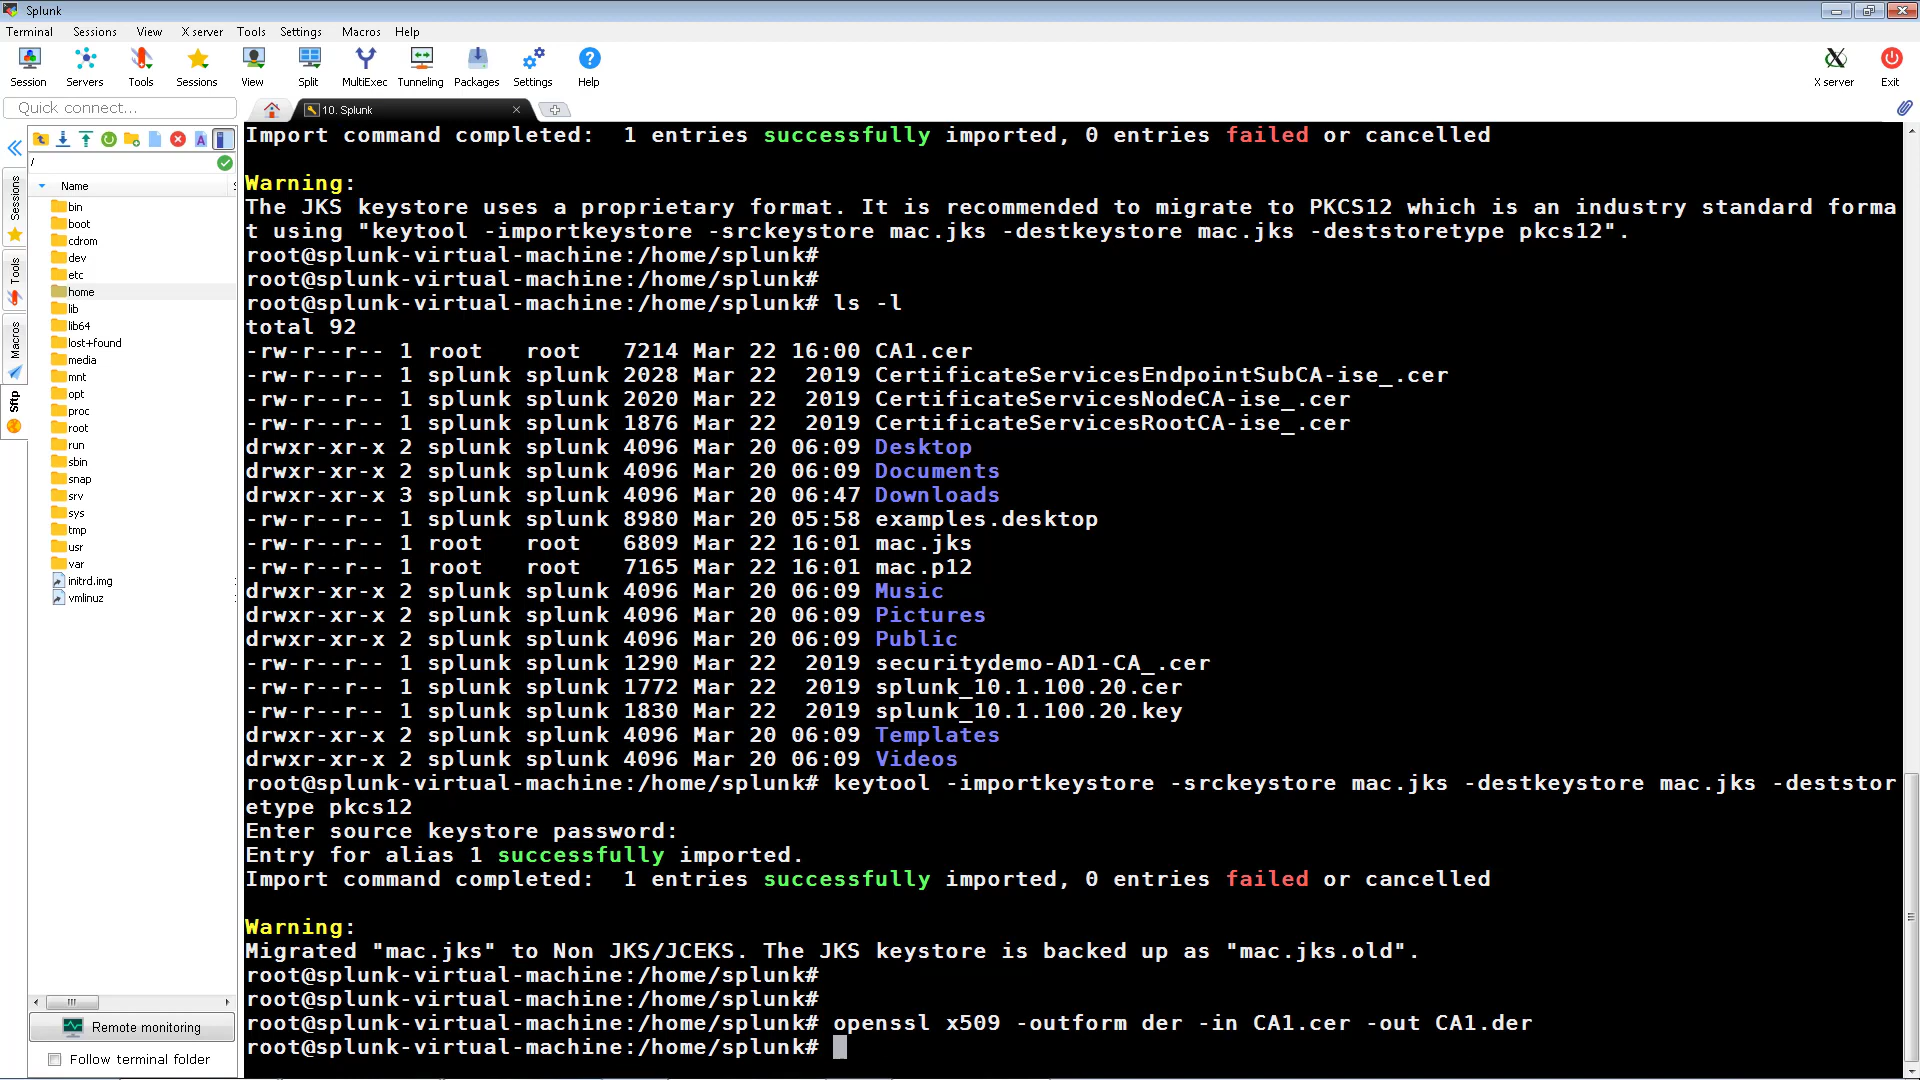 Splunk
Terminal Sessions View X server Tools Settings Macros Help
Session Servers Tools Sessions View Split MultiExec Tunneling Packages Settings Help X server Exit
Quick connect...
10. Splunk
/
Name
Sessions
Tools
Macros
Sftp
bin
boot
cdrom
dev
etc
home
lib
lib64
lost+found
media
mnt
opt
proc
root
run
sbin
snap
srv
sys
tmp
usr
var
initrd.img
vmlinuz
Remote monitoring
Follow terminal folder
Import command completed:  1 entries successfully imported, 0 entries failed or cancelled
Warning:
The JKS keystore uses a proprietary format. It is recommended to migrate to PKCS12 which is an industry standard forma
t using "keytool -importkeystore -srckeystore mac.jks -destkeystore mac.jks -deststoretype pkcs12".
root@splunk-virtual-machine:/home/splunk#
root@splunk-virtual-machine:/home/splunk#
root@splunk-virtual-machine:/home/splunk# ls -l
total 92
-rw-r--r-- 1 root   root   7214 Mar 22 16:00 CA1.cer
-rw-r--r-- 1 splunk splunk 2028 Mar 22  2019 CertificateServicesEndpointSubCA-ise_.cer
-rw-r--r-- 1 splunk splunk 2020 Mar 22  2019 CertificateServicesNodeCA-ise_.cer
-rw-r--r-- 1 splunk splunk 1876 Mar 22  2019 CertificateServicesRootCA-ise_.cer
drwxr-xr-x 2 splunk splunk 4096 Mar 20 06:09 Desktop
drwxr-xr-x 2 splunk splunk 4096 Mar 20 06:09 Documents
drwxr-xr-x 3 splunk splunk 4096 Mar 20 06:47 Downloads
-rw-r--r-- 1 splunk splunk 8980 Mar 20 05:58 examples.desktop
-rw-r--r-- 1 root   root   6809 Mar 22 16:01 mac.jks
-rw-r--r-- 1 root   root   7165 Mar 22 16:01 mac.p12
drwxr-xr-x 2 splunk splunk 4096 Mar 20 06:09 Music
drwxr-xr-x 2 splunk splunk 4096 Mar 20 06:09 Pictures
drwxr-xr-x 2 splunk splunk 4096 Mar 20 06:09 Public
-rw-r--r-- 1 splunk splunk 1290 Mar 22  2019 securitydemo-AD1-CA_.cer
-rw-r--r-- 1 splunk splunk 1772 Mar 22  2019 splunk_10.1.100.20.cer
-rw-r--r-- 1 splunk splunk 1830 Mar 22  2019 splunk_10.1.100.20.key
drwxr-xr-x 2 splunk splunk 4096 Mar 20 06:09 Templates
drwxr-xr-x 2 splunk splunk 4096 Mar 20 06:09 Videos
root@splunk-virtual-machine:/home/splunk# keytool -importkeystore -srckeystore mac.jks -destkeystore mac.jks -deststor
etype pkcs12
Enter source keystore password:
Entry for alias 1 successfully imported.
Import command completed:  1 entries successfully imported, 0 entries failed or cancelled
Warning:
Migrated "mac.jks" to Non JKS/JCEKS. The JKS keystore is backed up as "mac.jks.old".
root@splunk-virtual-machine:/home/splunk#
root@splunk-virtual-machine:/home/splunk#
root@splunk-virtual-machine:/home/splunk# openssl x509 -outform der -in CA1.cer -out CA1.der
root@splunk-virtual-machine:/home/splunk#